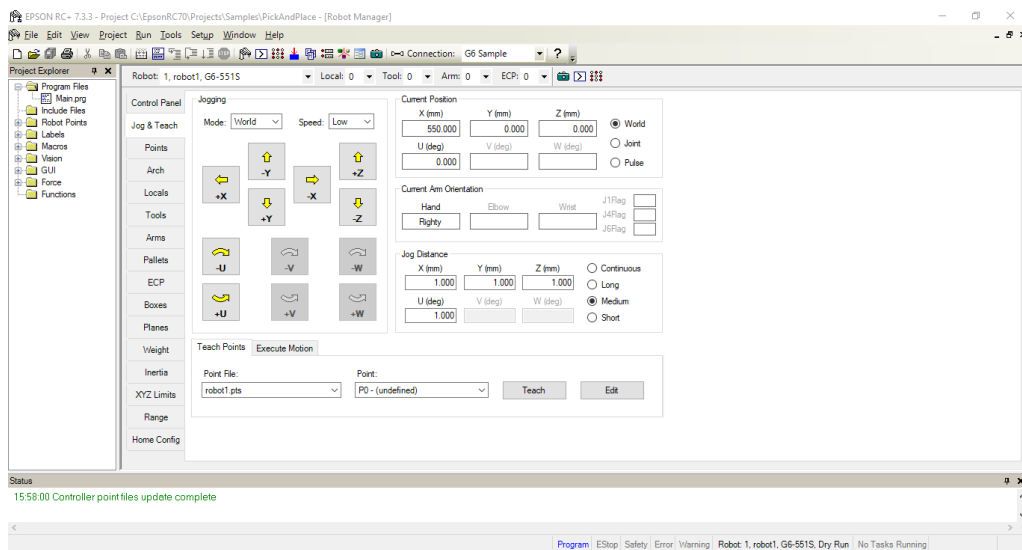 EPSON RC+ 7.3.3 - Project C:\EpsonRC70\Projects\Samples\PickAndPlace - [Robot Manager]
File Edit View Project Run Tools Setup Window Help
Connection: G6 Sample
Project Explorer
Robot: 1, robot1, G6-551S Local: 0 Tool: 0 Arm: 0 ECP: 0
Program Files
Main.prg
Include Files
Robot Points
Labels
Macros
Vision
GUI
Force
Functions
Control Panel
Jog & Teach
Points
Arch
Locals
Tools
Arms
Pallets
ECP
Boxes
Planes
Weight
Inertia
XYZ Limits
Range
Home Config
Jogging
Mode: World Speed: Low
-Y +Z
+X -X
+Y -Z
-U -V -W
+U +V +W
Current Position
X (mm) Y (mm) Z (mm)
550.000 0.000 0.000 World
U (deg) V (deg) W (deg) Joint
0.000 Pulse
Current Arm Orientation
Hand Elbow Wrist J1Flag
Righty J4Flag
J6Flag
Jog Distance
X (mm) Y (mm) Z (mm) Continuous
1.000 1.000 1.000 Long
U (deg) V (deg) W (deg) Medium
1.000 Short
Teach Points Execute Motion
Point File: Point:
robot1.pts P0 - (undefined) Teach Edit
Status
15:58:00 Controller point files update complete
Program EStop Safety Error Warning Robot: 1, robot1, G6-551S, Dry Run No Tasks Running